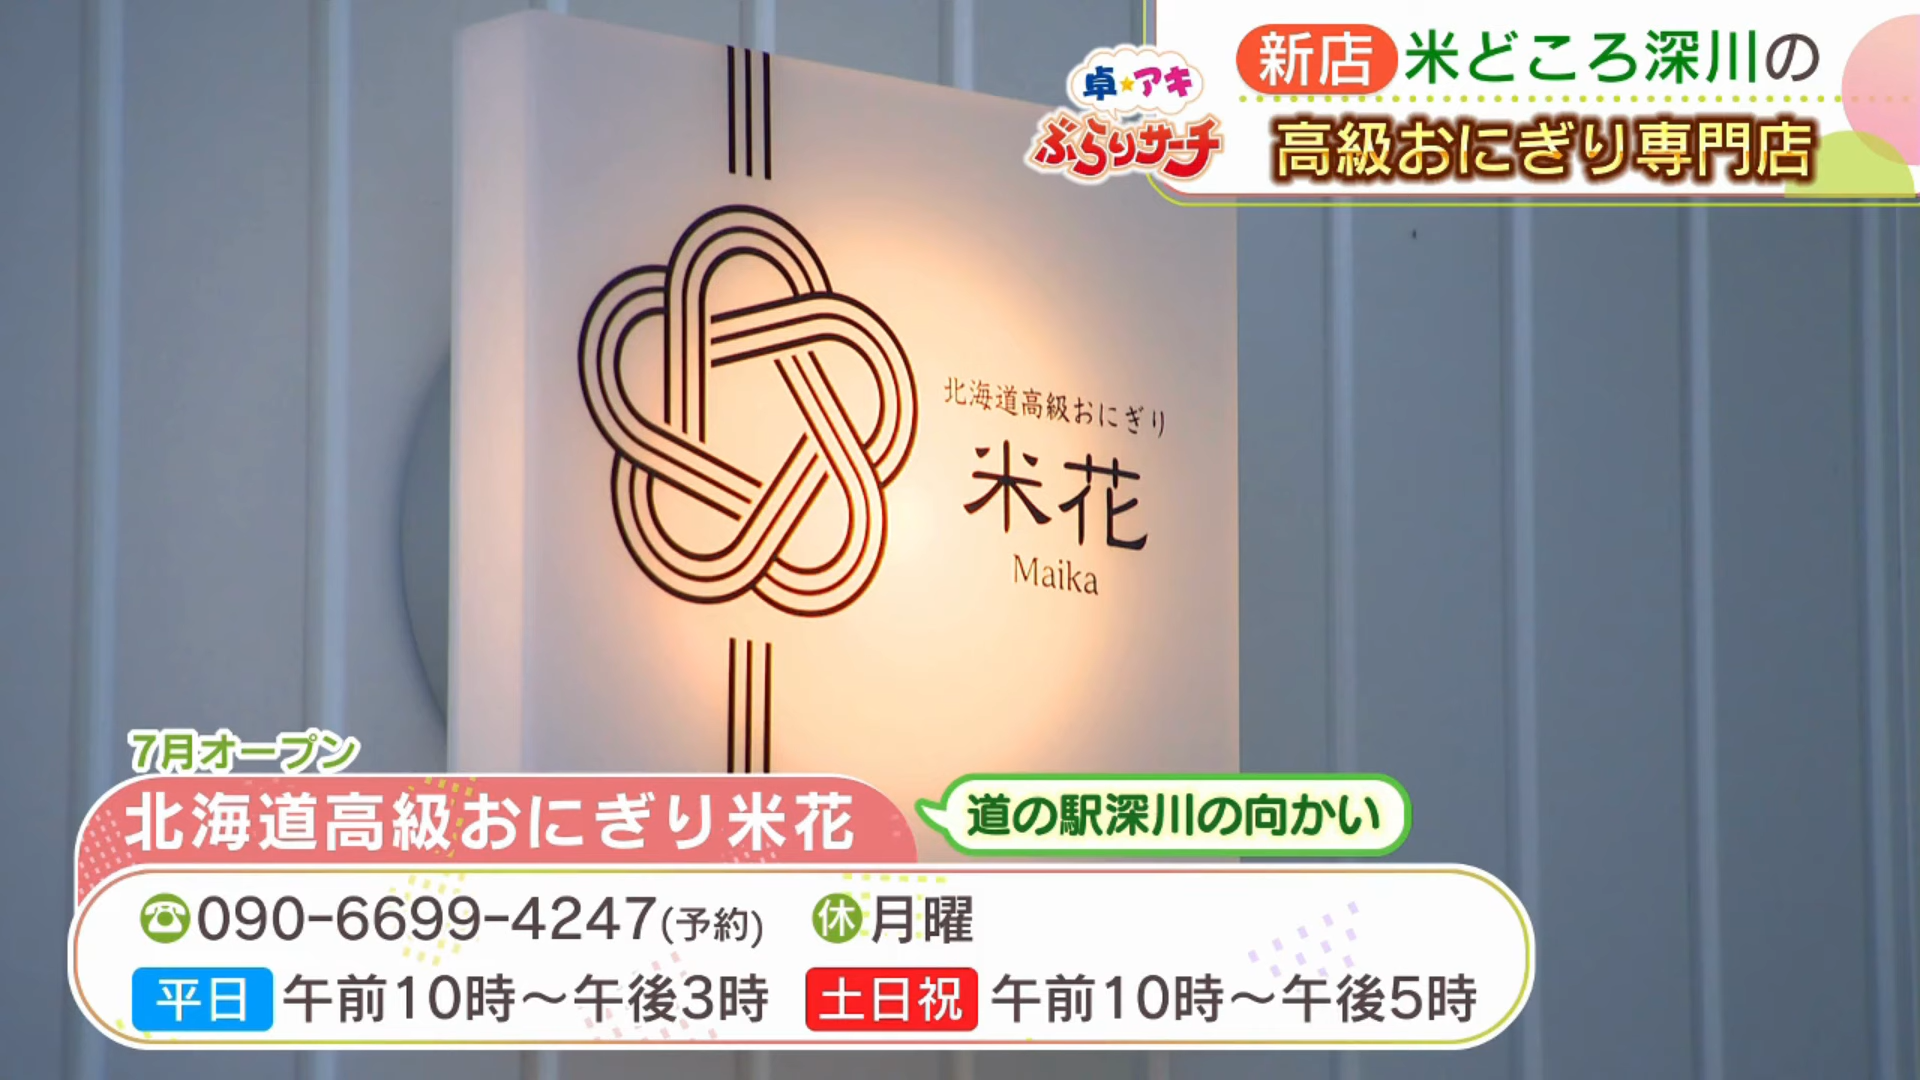 卓★アキ
ぶらりサーチ
新店 米どころ深川の
高級おにぎり専門店
北海道高級おにぎり
米花
Maika
7月オープン
北海道高級おにぎり米花
道の駅深川の向かい
090-6699-4247(予約) 休 月曜
平日 午前10時～午後3時 土日祝 午前10時～午後5時